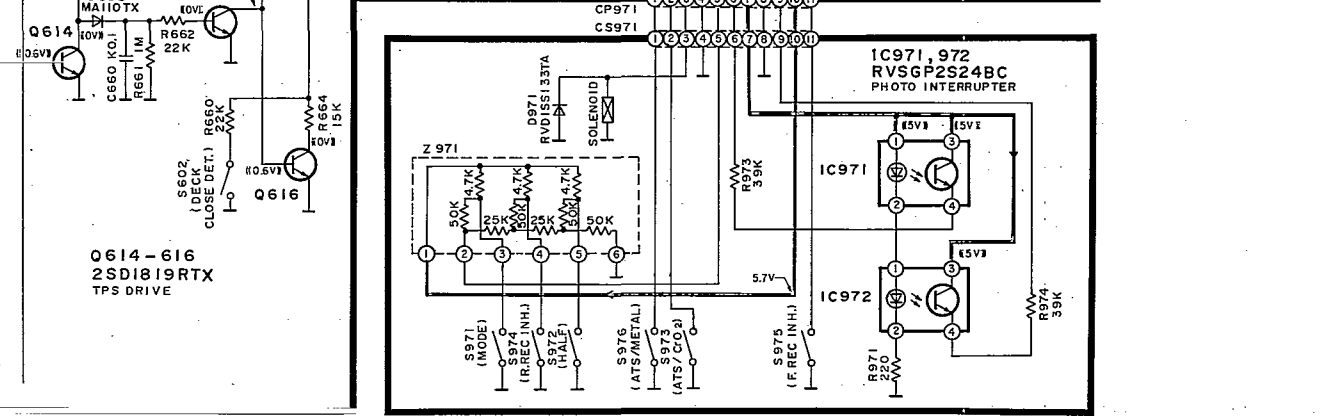 MA110TX
Q614
((0V))
((0V))
((0.6V))
R662
22K
C660 K0.1
R661 1M
R660
22K
R664
15K
((0V))
((0.6V))
S602
(DECK
CLOSE DET.)
Q616
Q614-616
2SD1819RTX
TPS DRIVE
CP971
CS971
1 2 3 4 5 6 7 8 9 10 11
IC971, 972
RVSGP2S24BC
PHOTO INTERRUPTER
D971
RVD1SS133TA
SOLENOID
Z971
4.7K
4.7K
4.7K
50K
50K
50K
25K
25K
50K
1 2 3 4 5 6
R973
39K
((5V))
((5V))
IC971
1 3
2 4
((5V))
IC972
1 3
2 4
R974
39K
R971
220
5.7V
S971
(MODE)
S974
(R.REC INH.)
S972
(HALF)
S976
(ATS/METAL)
S973
(ATS/CrO2)
S975
(F.REC INH.)